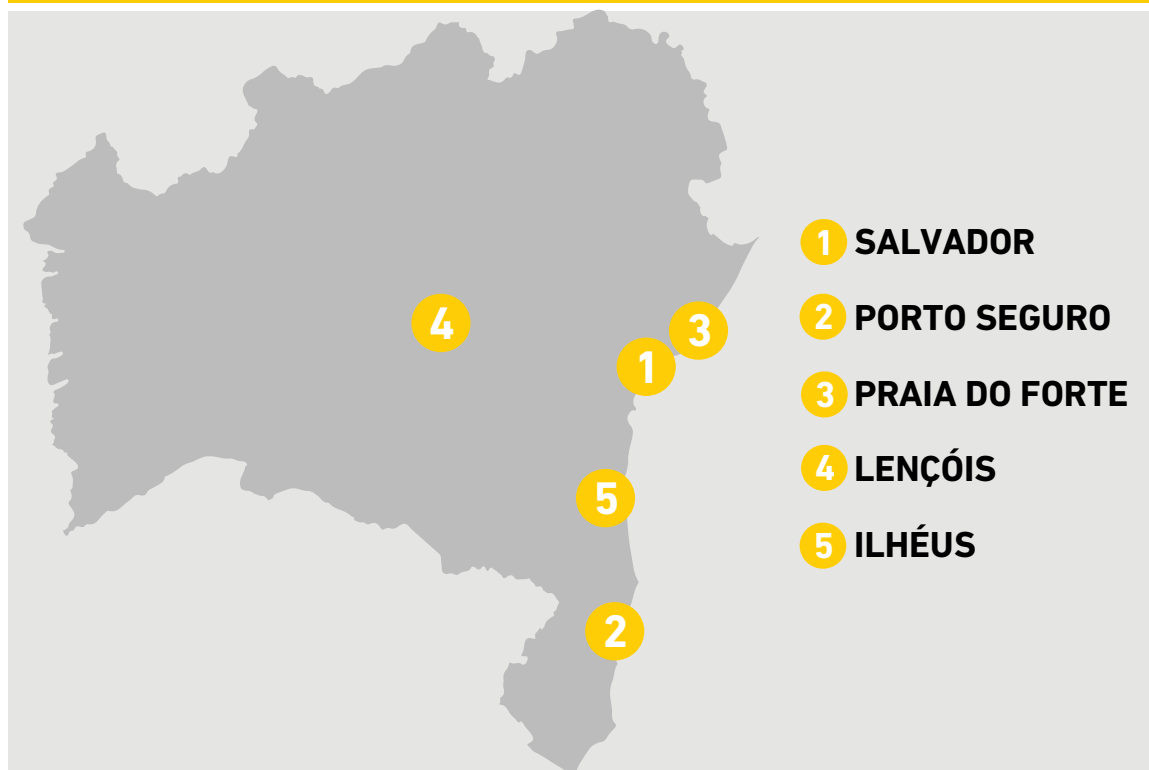 4
3
1
5
2
1 SALVADOR
2 PORTO SEGURO
3 PRAIA DO FORTE
4 LENÇÓIS
5 ILHÉUS